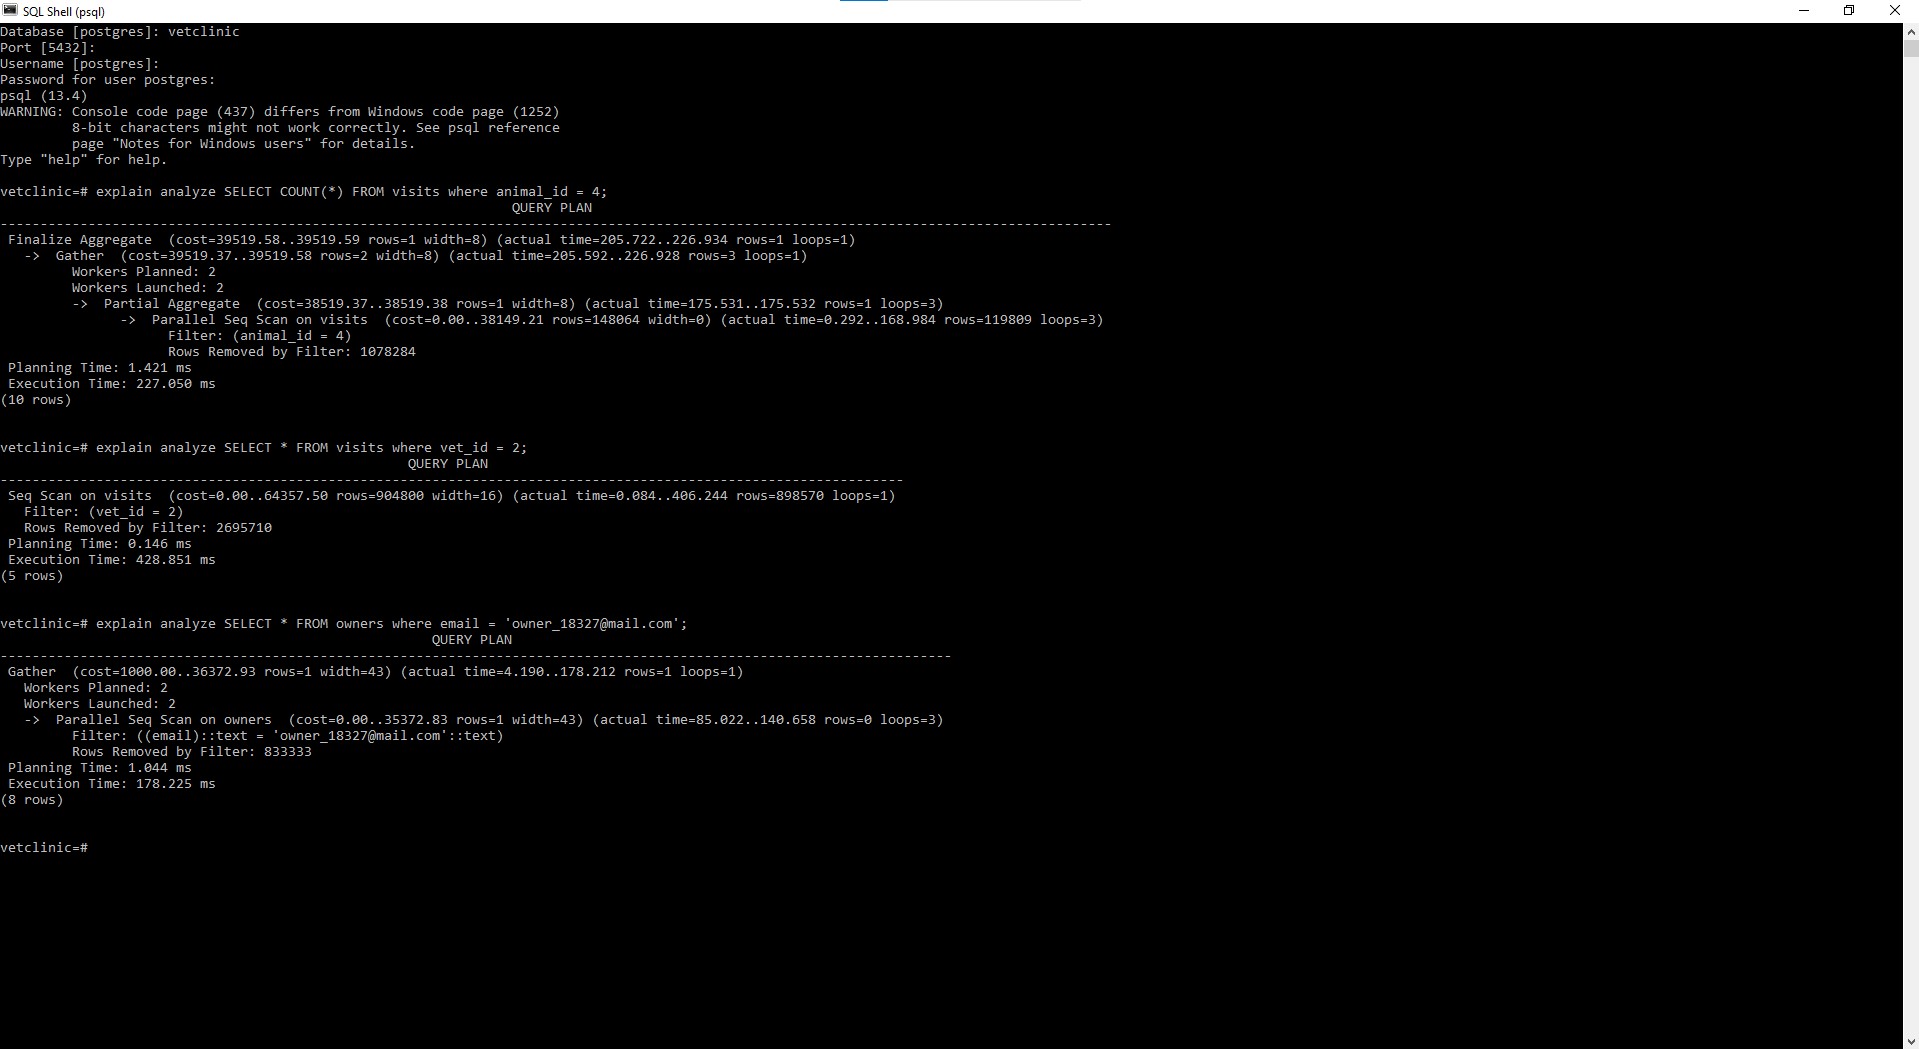 SQL Shell (psql)
Database [postgres]: vetclinic
Port [5432]:
Username [postgres]:
Password for user postgres:
psql (13.4)
WARNING: Console code page (437) differs from Windows code page (1252)
         8-bit characters might not work correctly. See psql reference
         page "Notes for Windows users" for details.
Type "help" for help.
vetclinic=# explain analyze SELECT COUNT(*) FROM visits where animal_id = 4;
QUERY PLAN
-------------------------------------------------------------------------------------------------------------------------------------------
 Finalize Aggregate  (cost=39519.58..39519.59 rows=1 width=8) (actual time=205.722..226.934 rows=1 loops=1)
   ->  Gather  (cost=39519.37..39519.58 rows=2 width=8) (actual time=205.592..226.928 rows=3 loops=1)
         Workers Planned: 2
         Workers Launched: 2
         ->  Partial Aggregate  (cost=38519.37..38519.38 rows=1 width=8) (actual time=175.531..175.532 rows=1 loops=3)
               ->  Parallel Seq Scan on visits  (cost=0.00..38149.21 rows=148064 width=0) (actual time=0.292..168.984 rows=119809 loops=3)
                     Filter: (animal_id = 4)
                     Rows Removed by Filter: 1078284
 Planning Time: 1.421 ms
 Execution Time: 227.050 ms
(10 rows)
vetclinic=# explain analyze SELECT * FROM visits where vet_id = 2;
QUERY PLAN
-----------------------------------------------------------------------------------------------------------------
 Seq Scan on visits  (cost=0.00..64357.50 rows=904800 width=16) (actual time=0.084..406.244 rows=898570 loops=1)
   Filter: (vet_id = 2)
   Rows Removed by Filter: 2695710
 Planning Time: 0.146 ms
 Execution Time: 428.851 ms
(5 rows)
vetclinic=# explain analyze SELECT * FROM owners where email = 'owner_18327@mail.com';
QUERY PLAN
-----------------------------------------------------------------------------------------------------------------------
 Gather  (cost=1000.00..36372.93 rows=1 width=43) (actual time=4.190..178.212 rows=1 loops=1)
   Workers Planned: 2
   Workers Launched: 2
   ->  Parallel Seq Scan on owners  (cost=0.00..35372.83 rows=1 width=43) (actual time=85.022..140.658 rows=0 loops=3)
         Filter: ((email)::text = 'owner_18327@mail.com'::text)
         Rows Removed by Filter: 833333
 Planning Time: 1.044 ms
 Execution Time: 178.225 ms
(8 rows)
vetclinic=#